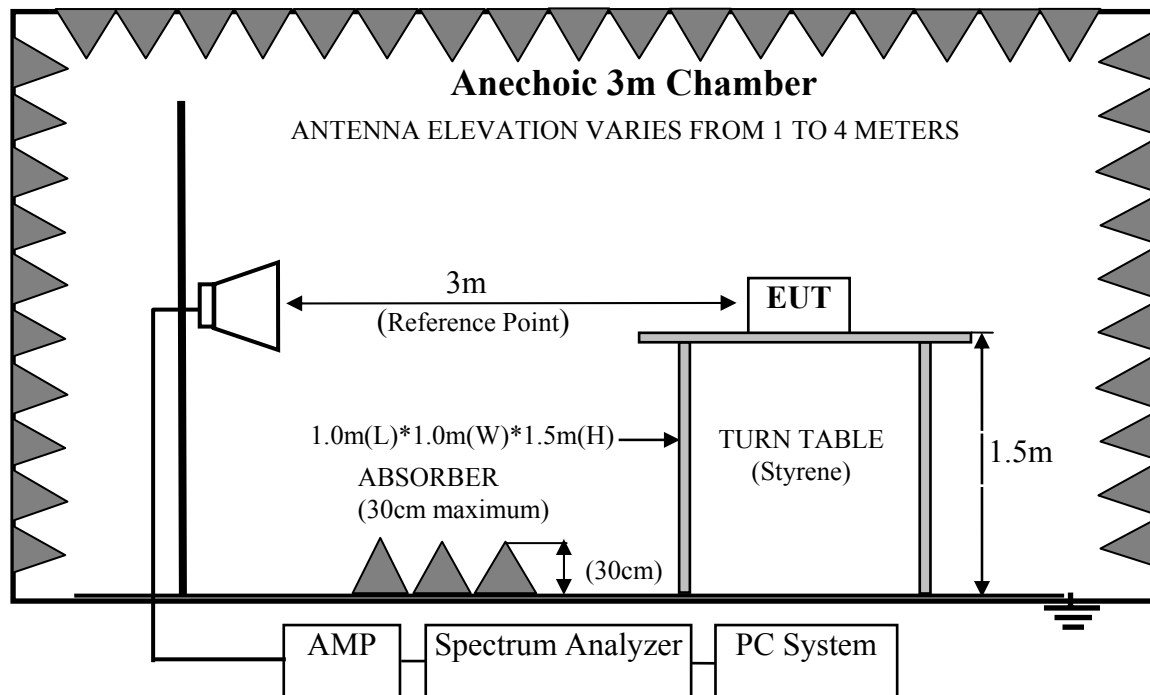 Anechoic 3m Chamber
ANTENNA ELEVATION VARIES FROM 1 TO 4 METERS
3m
(Reference Point)
EUT
1.0m(L)*1.0m(W)*1.5m(H)
TURN TABLE
(Styrene)
1.5m
ABSORBER
(30cm maximum)
(30cm)
AMP
Spectrum Analyzer
PC System